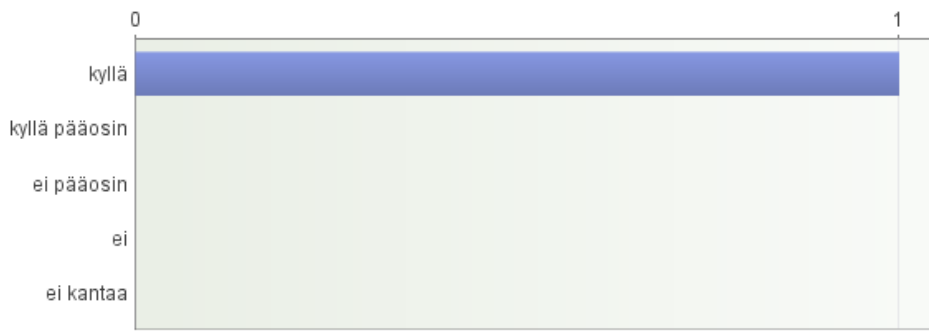 0 1
kyllä
kyllä pääosin
ei pääosin
ei
ei kantaa